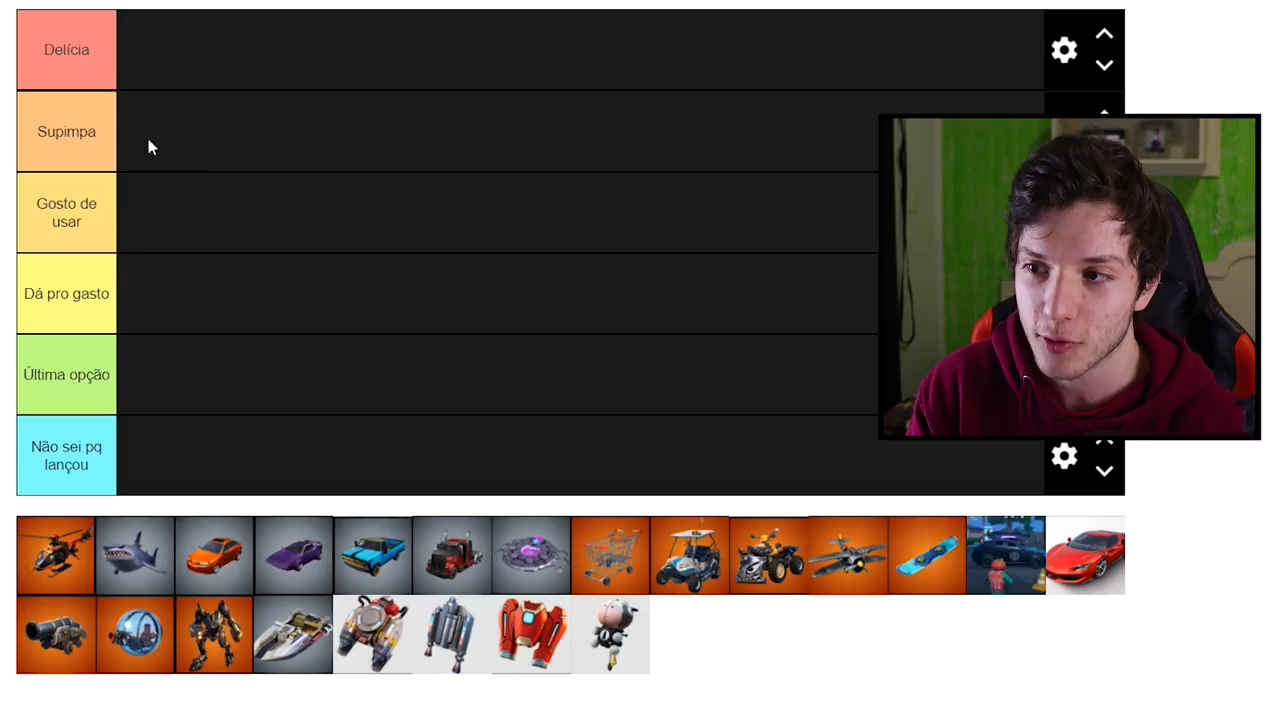 Delícia
Supimpa
Gosto de
usar
Dá pro gasto
Última opção
Não sei pq
lançou